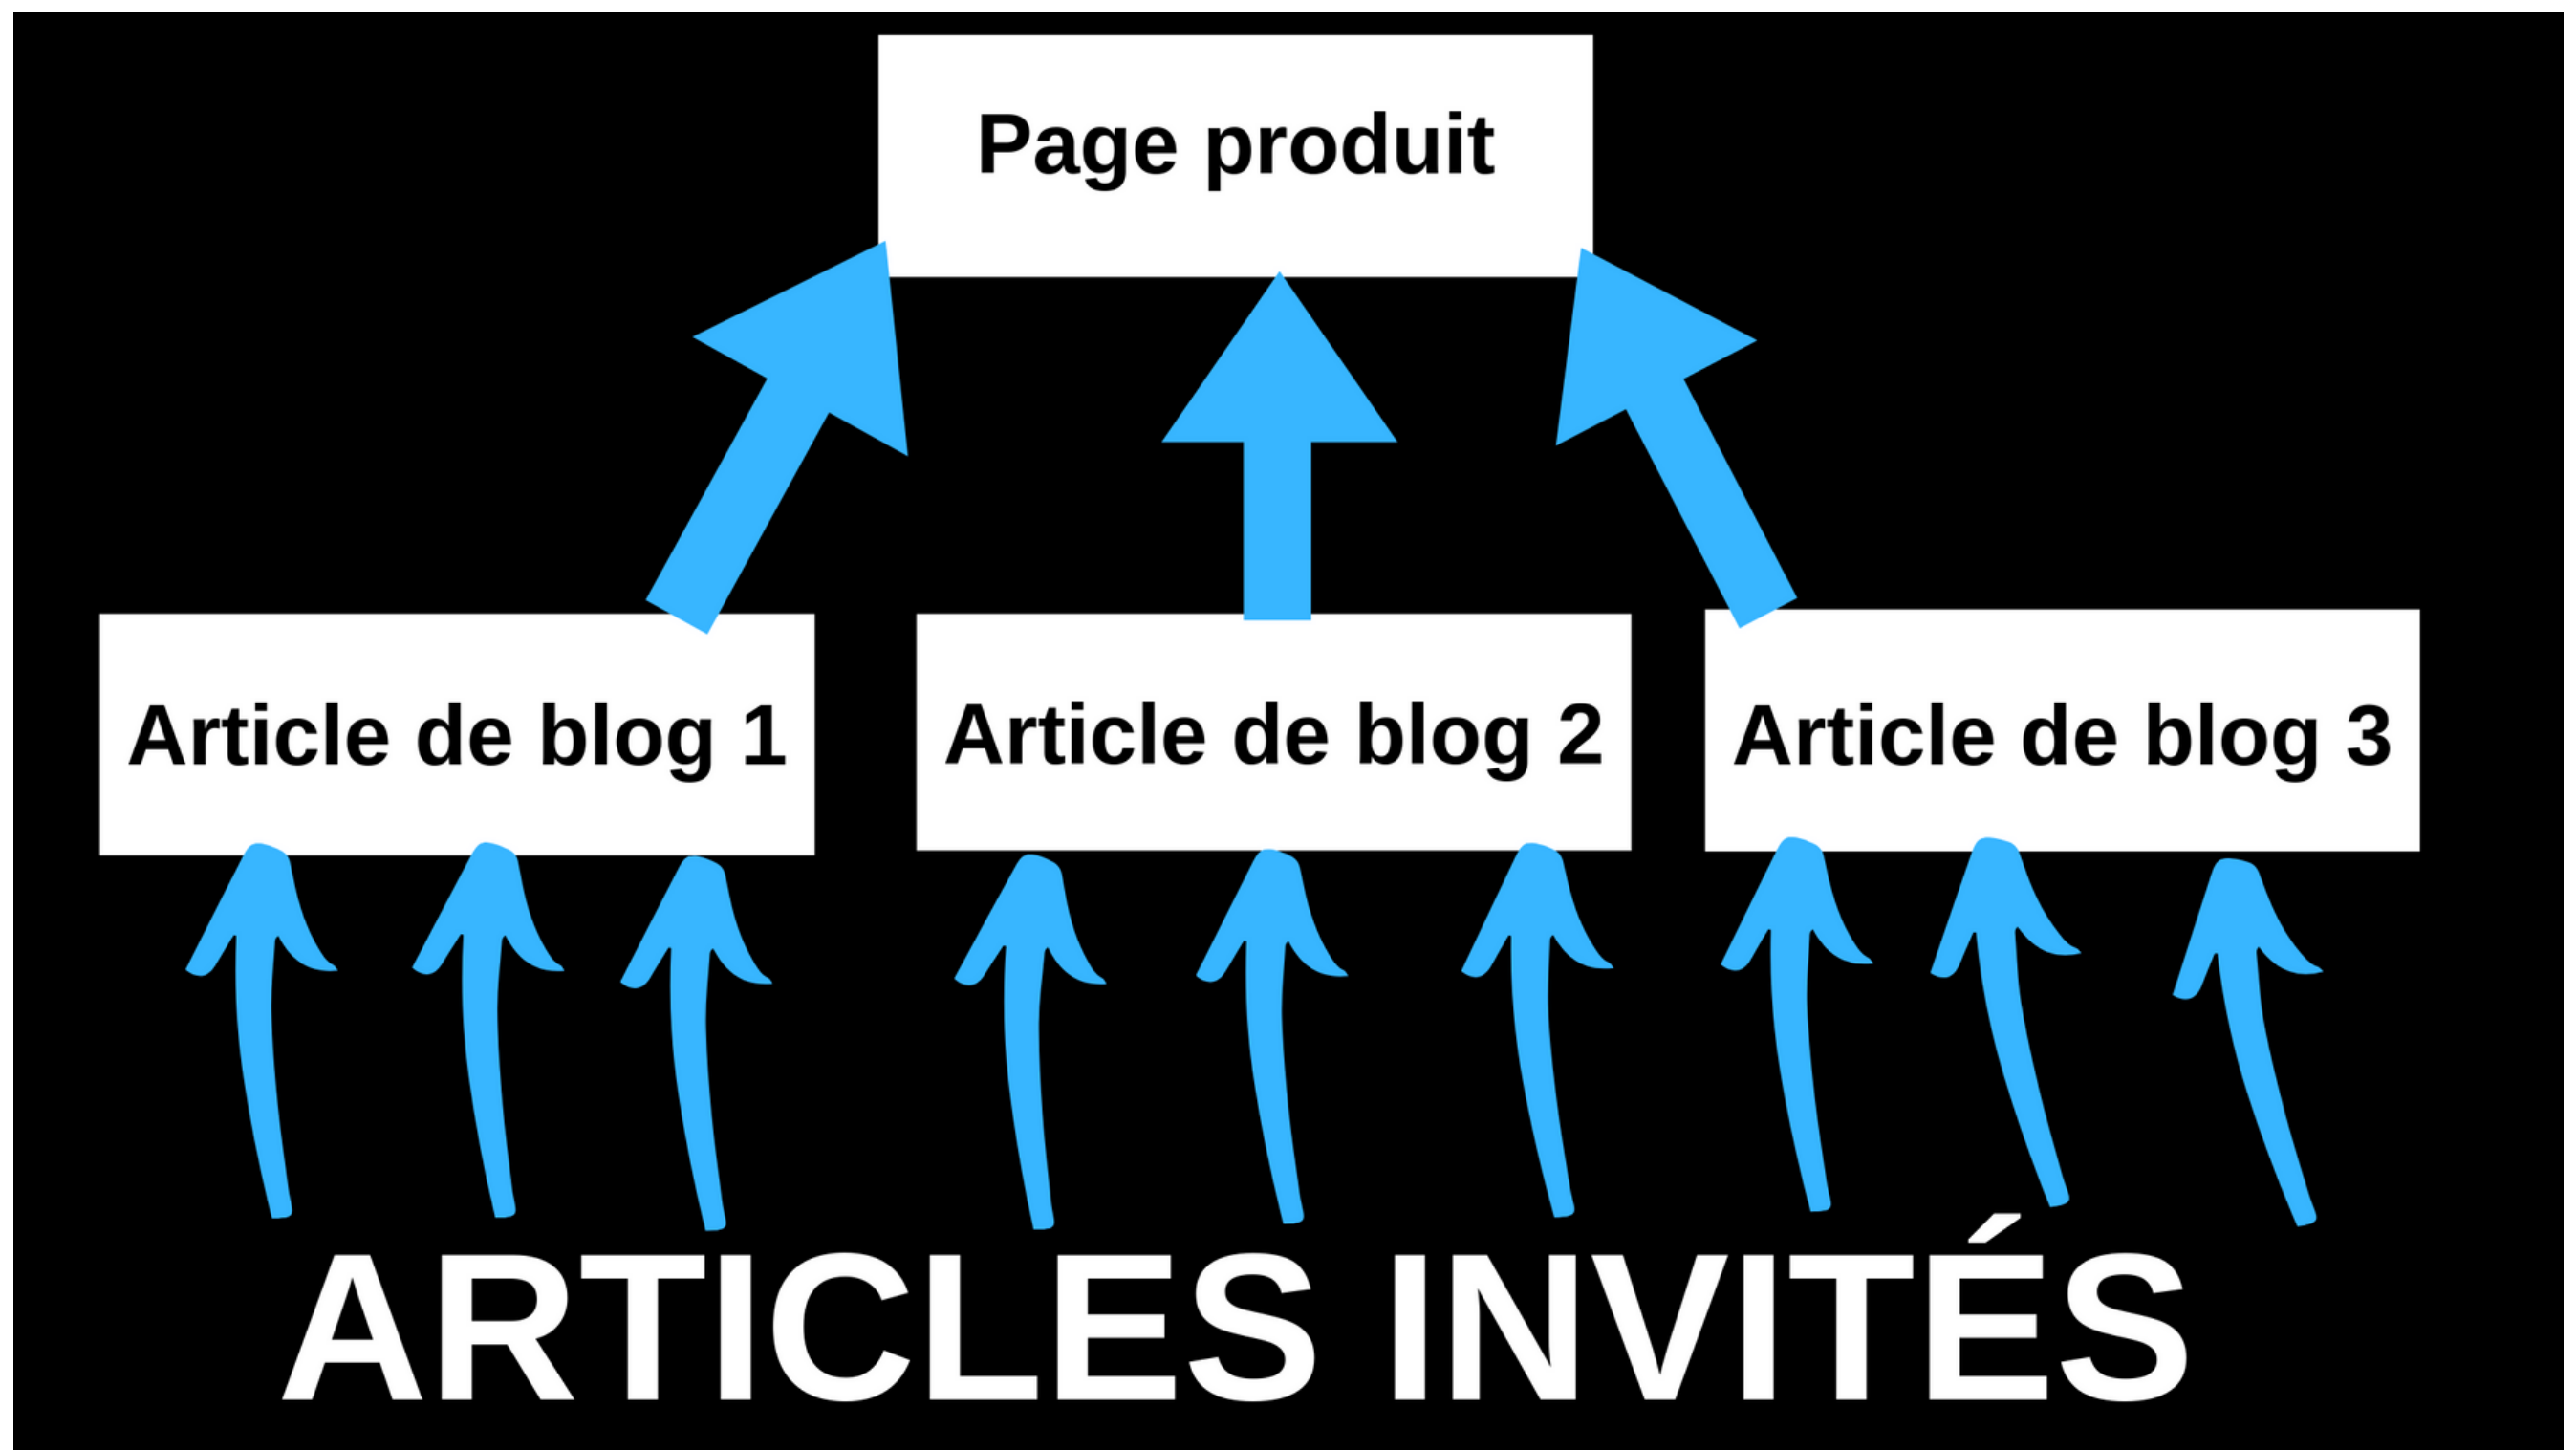 Page produit
Article de blog 1
Article de blog 2
Article de blog 3
ARTICLES INVITÉS